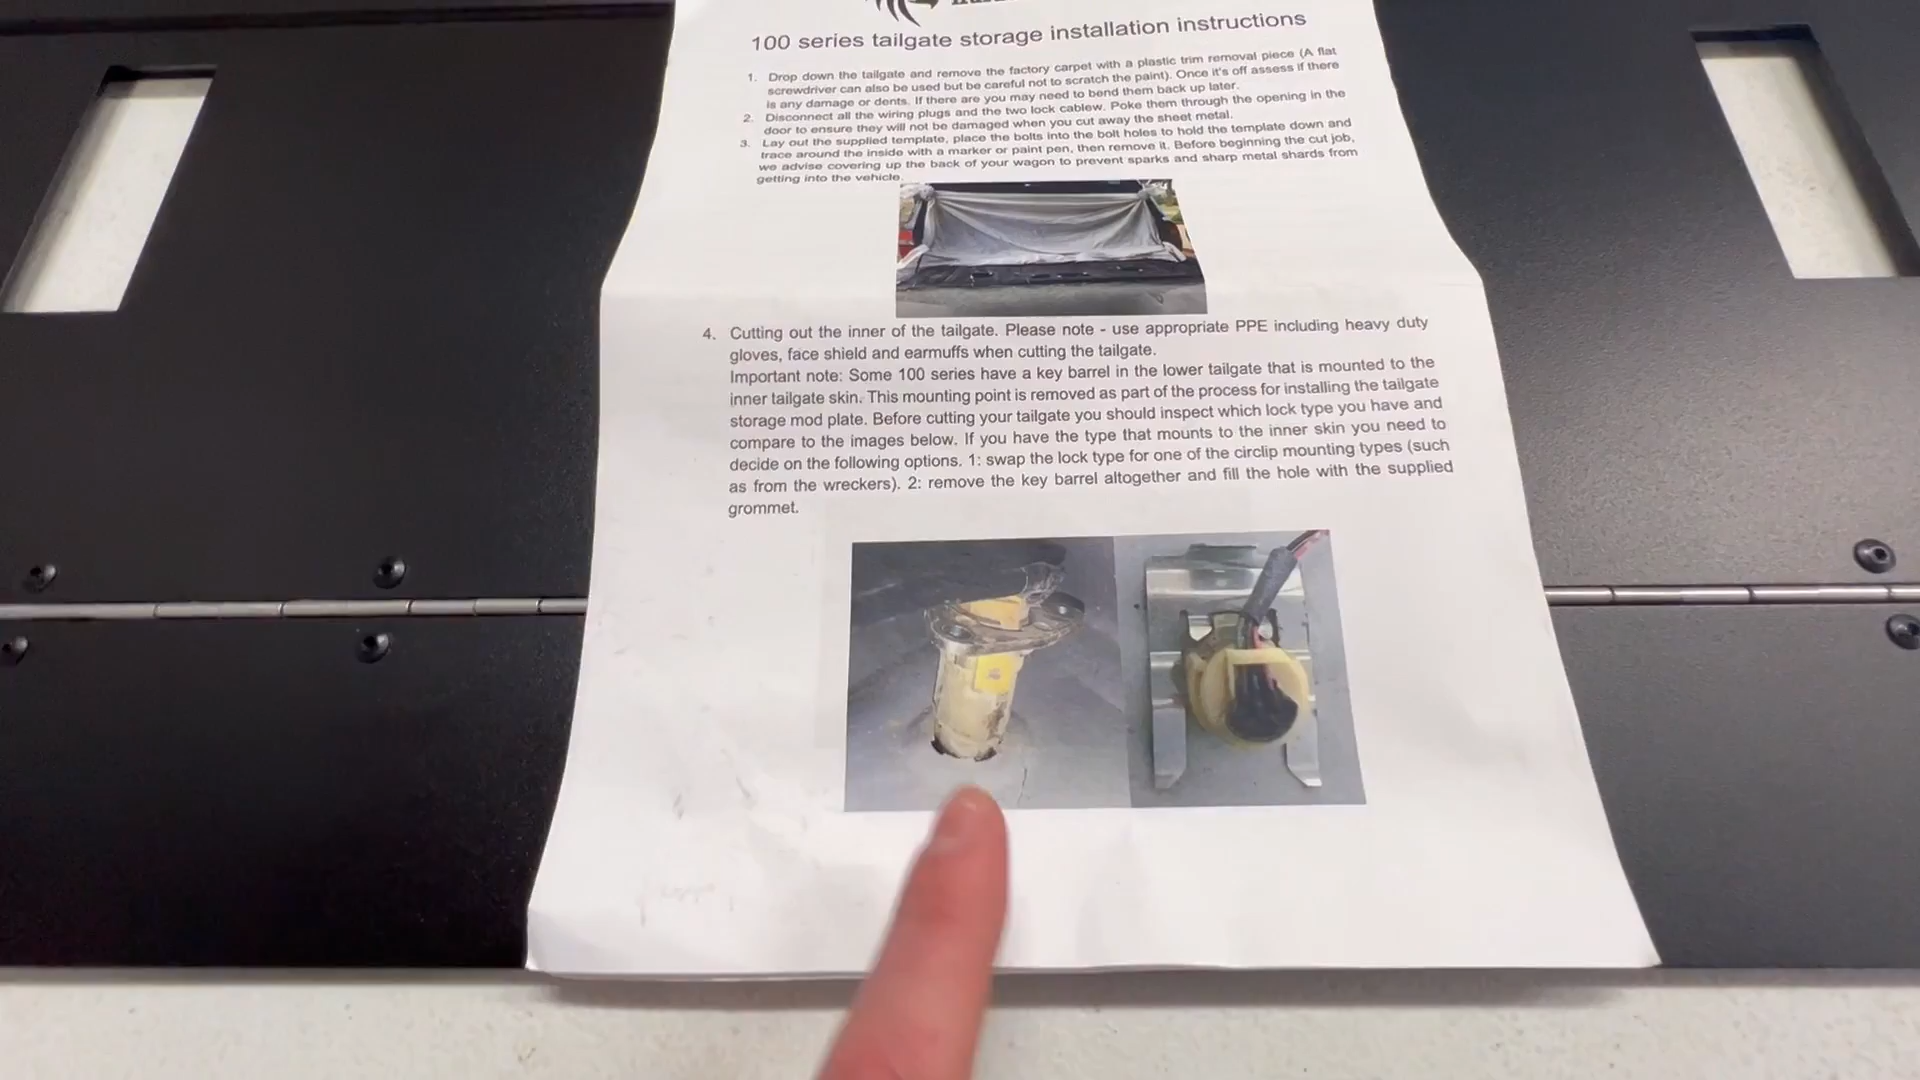 100 series tailgate storage installation instructions
1. Drop down the tailgate and remove the factory carpet with a plastic trim removal piece (A flat
screwdriver can also be used but be careful not to scratch the paint). Once it's off assess if there
is any damage or dents. If there are you may need to bend them back up later.
2. Disconnect all the wiring plugs and the two lock cablew. Poke them through the opening in the
door to ensure they will not be damaged when you cut away the sheet metal.
3. Lay out the supplied template, place the bolts into the bolt holes to hold the template down and
trace around the inside with a marker or paint pen, then remove it. Before beginning the cut job,
we advise covering up the back of your wagon to prevent sparks and sharp metal shards from
getting into the vehicle.
4. Cutting out the inner of the tailgate. Please note - use appropriate PPE including heavy duty
gloves, face shield and earmuffs when cutting the tailgate.
Important note: Some 100 series have a key barrel in the lower tailgate that is mounted to the
inner tailgate skin. This mounting point is removed as part of the process for installing the tailgate
storage mod plate. Before cutting your tailgate you should inspect which lock type you have and
compare to the images below. If you have the type that mounts to the inner skin you need to
decide on the following options. 1: swap the lock type for one of the circlip mounting types (such
as from the wreckers). 2: remove the key barrel altogether and fill the hole with the supplied
grommet.